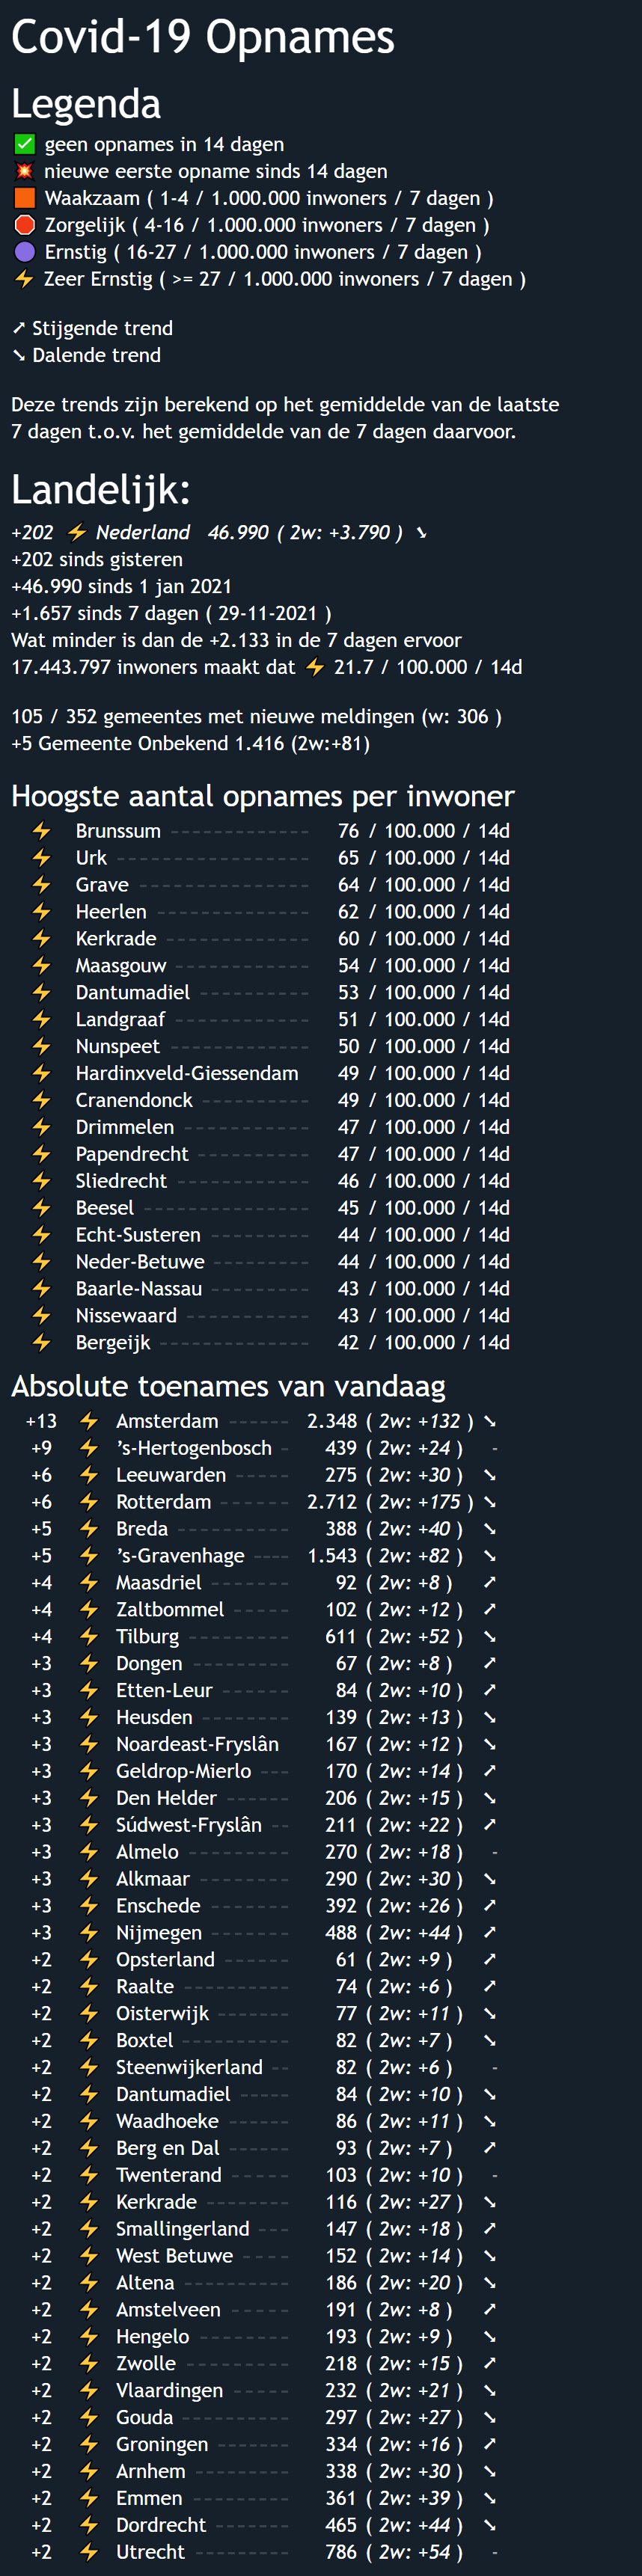 Covid-19 Opnames
Legenda
✅ geen opnames in 14 dagen
💥 nieuwe eerste opname sinds 14 dagen
🟧 Waakzaam ( 1-4 / 1.000.000 inwoners / 7 dagen )
🛑 Zorgelijk ( 4-16 / 1.000.000 inwoners / 7 dagen )
🟣 Ernstig ( 16-27 / 1.000.000 inwoners / 7 dagen )
⚡ Zeer Ernstig ( >= 27 / 1.000.000 inwoners / 7 dagen )
➚ Stijgende trend
➘ Dalende trend
Deze trends zijn berekend op het gemiddelde van de laatste
7 dagen t.o.v. het gemiddelde van de 7 dagen daarvoor.
Landelijk:
+202 ⚡ Nederland 46.990 ( 2w: +3.790 ) ➘
+202 sinds gisteren
+46.990 sinds 1 jan 2021
+1.657 sinds 7 dagen ( 29-11-2021 )
Wat minder is dan de +2.133 in de 7 dagen ervoor
17.443.797 inwoners maakt dat ⚡ 21.7 / 100.000 / 14d
105 / 352 gemeentes met nieuwe meldingen (w: 306 )
+5 Gemeente Onbekend 1.416 (2w:+81)
Hoogste aantal opnames per inwoner
⚡ Brunssum 76 / 100.000 / 14d
⚡ Urk 65 / 100.000 / 14d
⚡ Grave 64 / 100.000 / 14d
⚡ Heerlen 62 / 100.000 / 14d
⚡ Kerkrade 60 / 100.000 / 14d
⚡ Maasgouw 54 / 100.000 / 14d
⚡ Dantumadiel 53 / 100.000 / 14d
⚡ Landgraaf 51 / 100.000 / 14d
⚡ Nunspeet 50 / 100.000 / 14d
⚡ Hardinxveld-Giessendam 49 / 100.000 / 14d
⚡ Cranendonck 49 / 100.000 / 14d
⚡ Drimmelen 47 / 100.000 / 14d
⚡ Papendrecht 47 / 100.000 / 14d
⚡ Sliedrecht 46 / 100.000 / 14d
⚡ Beesel 45 / 100.000 / 14d
⚡ Echt-Susteren 44 / 100.000 / 14d
⚡ Neder-Betuwe 44 / 100.000 / 14d
⚡ Baarle-Nassau 43 / 100.000 / 14d
⚡ Nissewaard 43 / 100.000 / 14d
⚡ Bergeijk 42 / 100.000 / 14d
Absolute toenames van vandaag
+13 ⚡ Amsterdam 2.348 ( 2w: +132 ) ➘
+9 ⚡ ’s-Hertogenbosch 439 ( 2w: +24 ) -
+6 ⚡ Leeuwarden 275 ( 2w: +30 ) ➘
+6 ⚡ Rotterdam 2.712 ( 2w: +175 ) ➘
+5 ⚡ Breda 388 ( 2w: +40 ) ➘
+5 ⚡ ’s-Gravenhage 1.543 ( 2w: +82 ) ➘
+4 ⚡ Maasdriel 92 ( 2w: +8 ) ➚
+4 ⚡ Zaltbommel 102 ( 2w: +12 ) ➚
+4 ⚡ Tilburg 611 ( 2w: +52 ) ➘
+3 ⚡ Dongen 67 ( 2w: +8 ) ➚
+3 ⚡ Etten-Leur 84 ( 2w: +10 ) ➚
+3 ⚡ Heusden 139 ( 2w: +13 ) ➘
+3 ⚡ Noardeast-Fryslân 167 ( 2w: +12 ) ➘
+3 ⚡ Geldrop-Mierlo 170 ( 2w: +14 ) ➚
+3 ⚡ Den Helder 206 ( 2w: +15 ) ➘
+3 ⚡ Súdwest-Fryslân 211 ( 2w: +22 ) ➚
+3 ⚡ Almelo 270 ( 2w: +18 ) -
+3 ⚡ Alkmaar 290 ( 2w: +30 ) ➘
+3 ⚡ Enschede 392 ( 2w: +26 ) ➚
+3 ⚡ Nijmegen 488 ( 2w: +44 ) ➚
+2 ⚡ Opsterland 61 ( 2w: +9 ) ➚
+2 ⚡ Raalte 74 ( 2w: +6 ) ➚
+2 ⚡ Oisterwijk 77 ( 2w: +11 ) ➘
+2 ⚡ Boxtel 82 ( 2w: +7 ) ➘
+2 ⚡ Steenwijkerland 82 ( 2w: +6 ) -
+2 ⚡ Dantumadiel 84 ( 2w: +10 ) ➘
+2 ⚡ Waadhoeke 86 ( 2w: +11 ) ➘
+2 ⚡ Berg en Dal 93 ( 2w: +7 ) ➚
+2 ⚡ Twenterand 103 ( 2w: +10 ) -
+2 ⚡ Kerkrade 116 ( 2w: +27 ) ➘
+2 ⚡ Smallingerland 147 ( 2w: +18 ) ➚
+2 ⚡ West Betuwe 152 ( 2w: +14 ) ➘
+2 ⚡ Altena 186 ( 2w: +20 ) ➘
+2 ⚡ Amstelveen 191 ( 2w: +8 ) ➚
+2 ⚡ Hengelo 193 ( 2w: +9 ) ➘
+2 ⚡ Zwolle 218 ( 2w: +15 ) ➚
+2 ⚡ Vlaardingen 232 ( 2w: +21 ) ➘
+2 ⚡ Gouda 297 ( 2w: +27 ) ➘
+2 ⚡ Groningen 334 ( 2w: +16 ) ➚
+2 ⚡ Arnhem 338 ( 2w: +30 ) ➘
+2 ⚡ Emmen 361 ( 2w: +39 ) ➘
+2 ⚡ Dordrecht 465 ( 2w: +44 ) ➘
+2 ⚡ Utrecht 786 ( 2w: +54 ) -